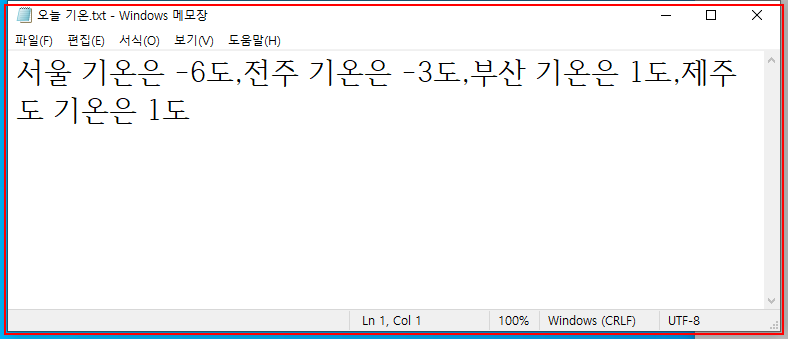 오늘 기온.txt - Windows 메모장
파일(F) 편집(E) 서식(O) 보기(V) 도움말(H)
서울 기온은 -6도,전주 기온은 -3도,부산 기온은 1도,제주
도 기온은 1도
Ln 1, Col 1 100% Windows (CRLF) UTF-8